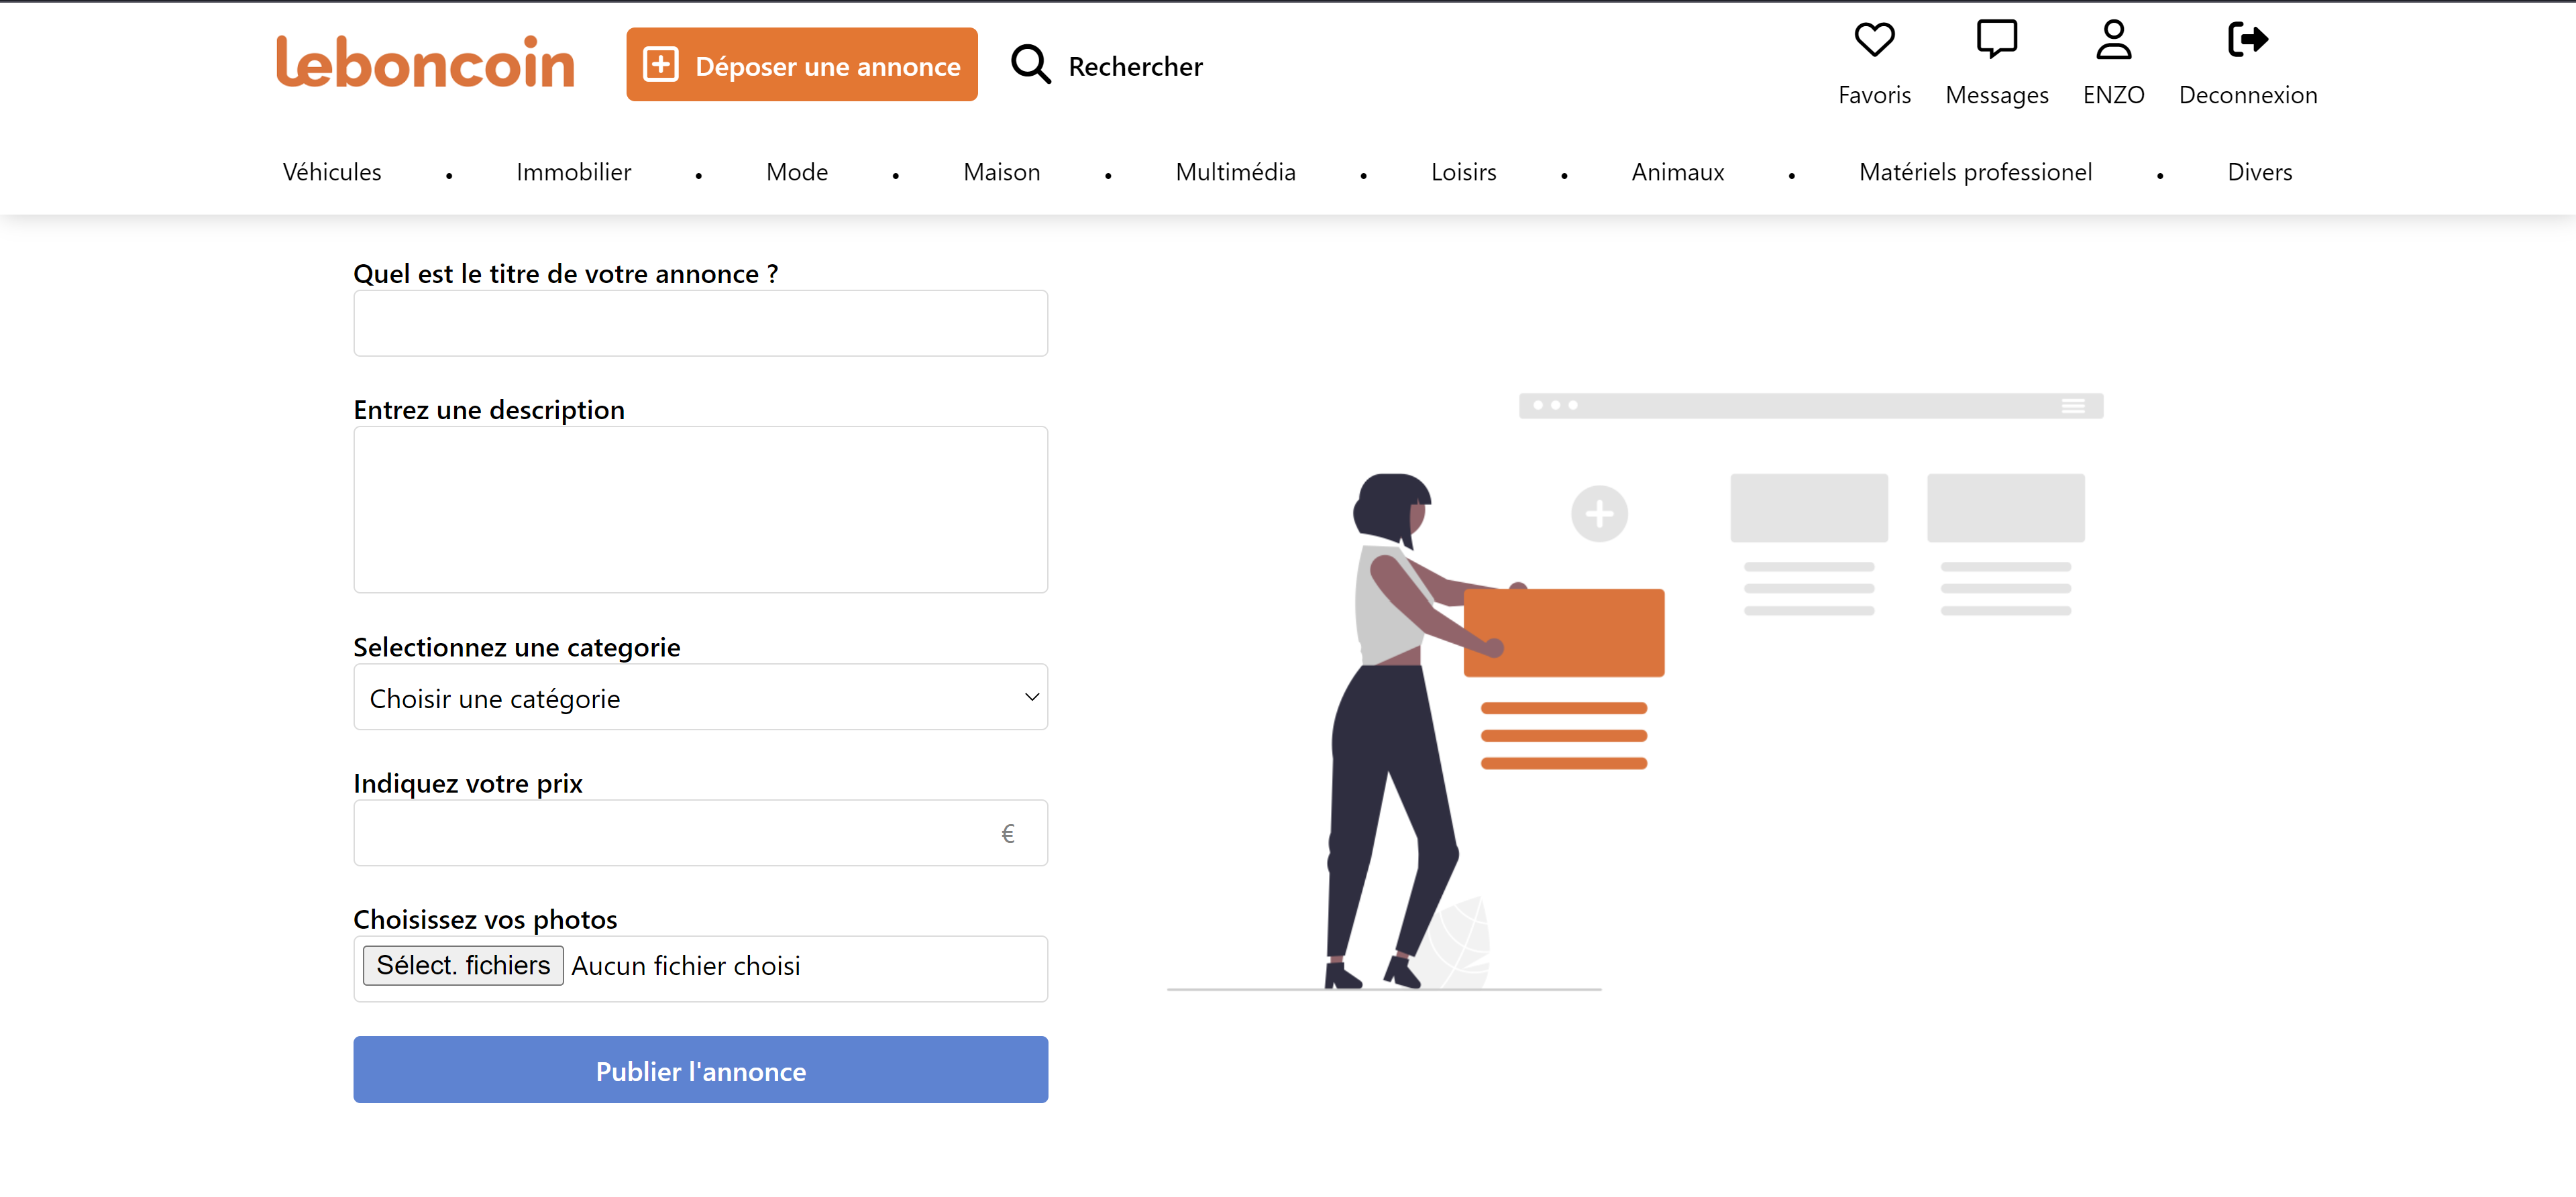 leboncoin
Déposer une annonce
Rechercher
Favoris
Messages
ENZO
Deconnexion
Véhicules • Immobilier • Mode • Maison • Multimédia • Loisirs • Animaux • Matériels professionel • Divers
Quel est le titre de votre annonce ?
Entrez une description
Selectionnez une categorie
Choisir une catégorie
Indiquez votre prix
€
Choisissez vos photos
Sélect. fichiers Aucun fichier choisi
Publier l'annonce